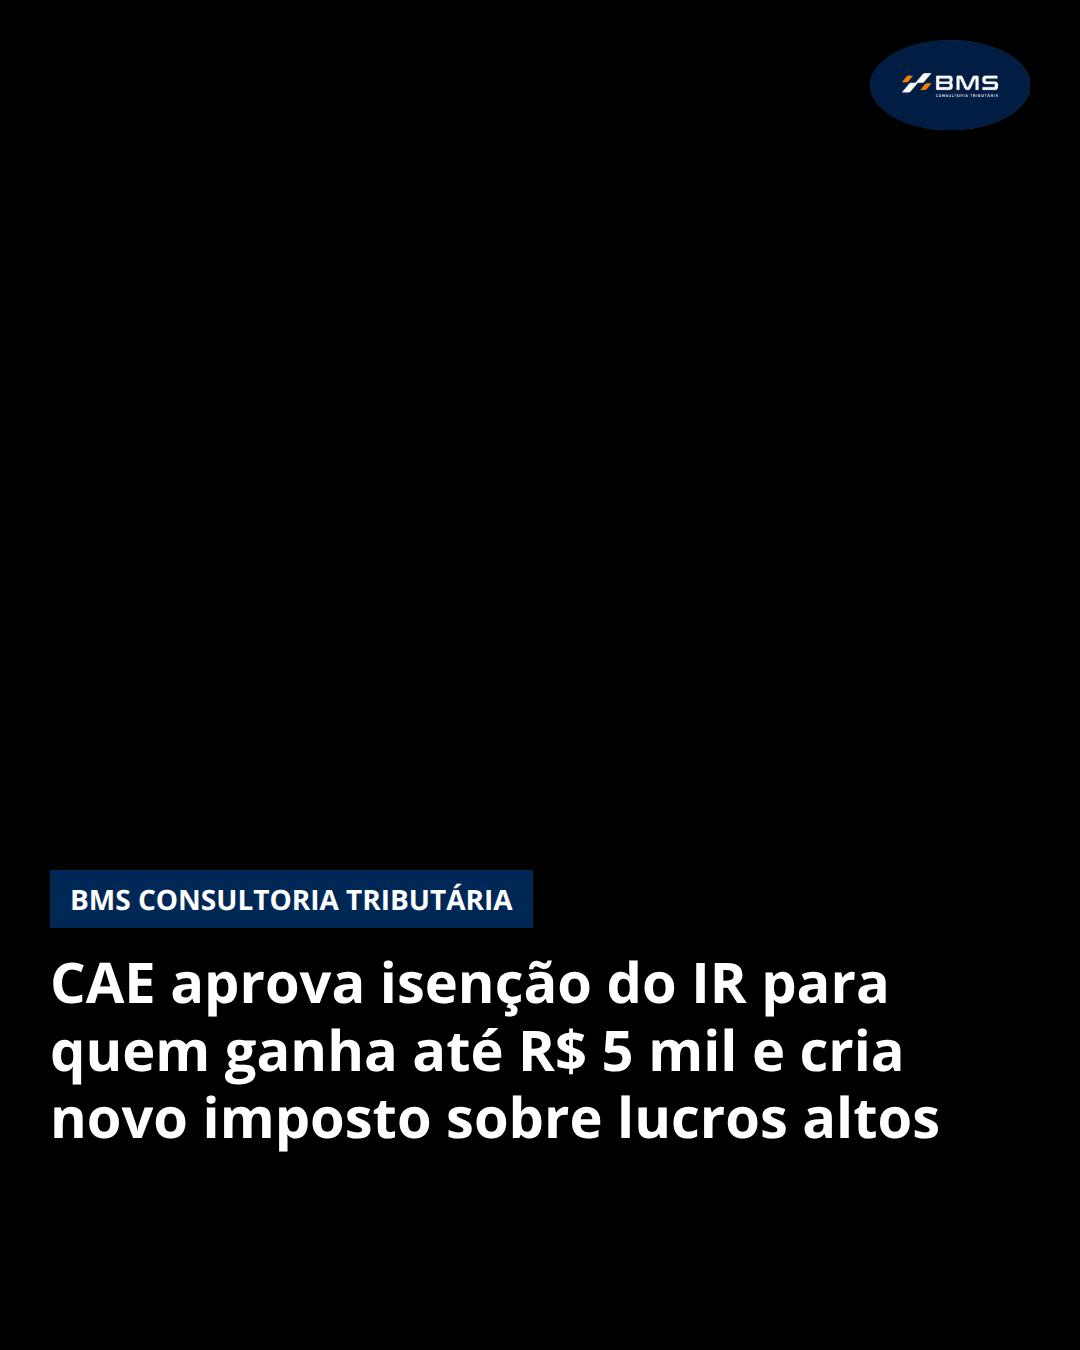 BMS
CONSULTORIA TRIBUTÁRIA
BMS CONSULTORIA TRIBUTÁRIA
CAE aprova isenção do IR para
quem ganha até R$ 5 mil e cria
novo imposto sobre lucros altos